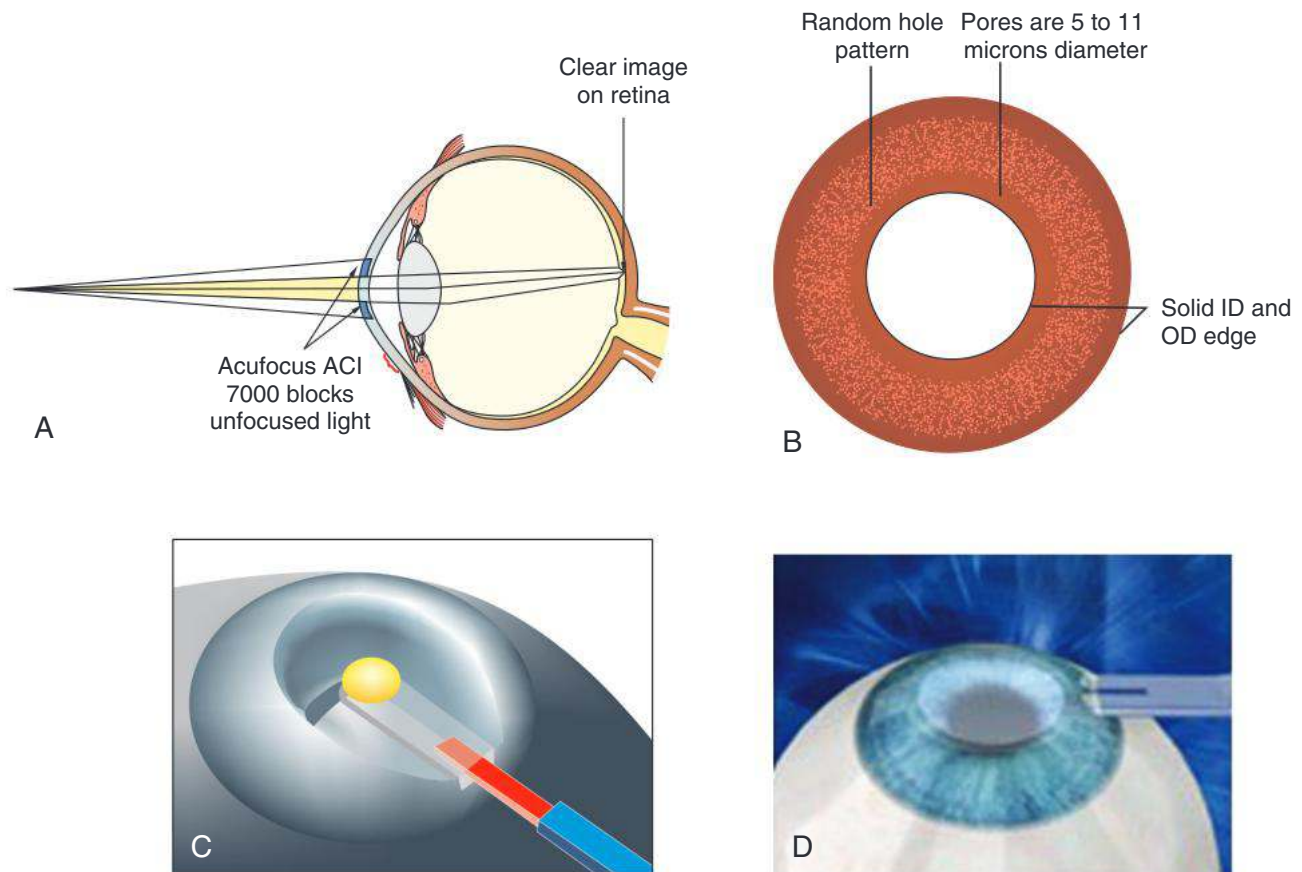 Clear image
on retina
Acufocus ACI
7000 blocks
unfocused light
A
Random hole
pattern
Pores are 5 to 11
microns diameter
Solid ID and
OD edge
B
C
D